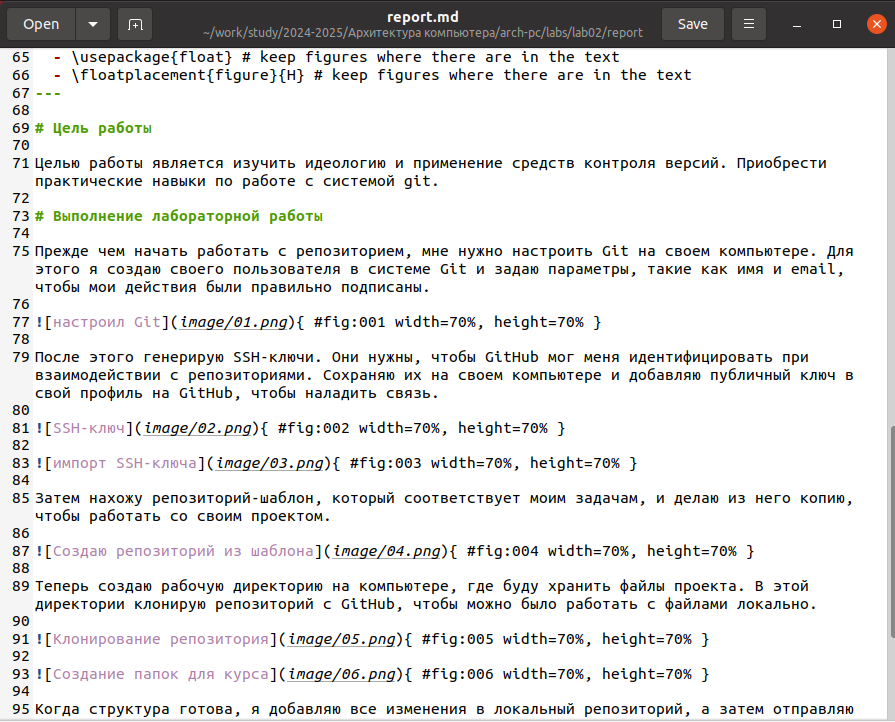 Open
report.md
~/work/study/2024-2025/Архитектура компьютера/arch-pc/labs/lab02/report
Save
65   - \usepackage{float} # keep figures where there are in the text
66   - \floatplacement{figure}{H} # keep figures where there are in the text
67 ---
68
69 # Цель работы
70
71 Целью работы является изучить идеологию и применение средств контроля версий. Приобрести
практические навыки по работе с системой git.
72
73 # Выполнение лабораторной работы
74
75 Прежде чем начать работать с репозиторием, мне нужно настроить Git на своем компьютере. Для
этого я создаю своего пользователя в системе Git и задаю параметры, такие как имя и email,
чтобы мои действия были правильно подписаны.
76
77 ![настроил Git](image/01.png){ #fig:001 width=70%, height=70% }
78
79 После этого генерирую SSH-ключи. Они нужны, чтобы GitHub мог меня идентифицировать при
взаимодействии с репозиториями. Сохраняю их на своем компьютере и добавляю публичный ключ в
свой профиль на GitHub, чтобы наладить связь.
80
81 ![SSH-ключ](image/02.png){ #fig:002 width=70%, height=70% }
82
83 ![импорт SSH-ключа](image/03.png){ #fig:003 width=70%, height=70% }
84
85 Затем нахожу репозиторий-шаблон, который соответствует моим задачам, и делаю из него копию,
чтобы работать со своим проектом.
86
87 ![Создаю репозиторий из шаблона](image/04.png){ #fig:004 width=70%, height=70% }
88
89 Теперь создаю рабочую директорию на компьютере, где буду хранить файлы проекта. В этой
директории клонирую репозиторий с GitHub, чтобы можно было работать с файлами локально.
90
91 ![Клонирование репозитория](image/05.png){ #fig:005 width=70%, height=70% }
92
93 ![Создание папок для курса](image/06.png){ #fig:006 width=70%, height=70% }
94
95 Когда структура готова, я добавляю все изменения в локальный репозиторий, а затем отправляю